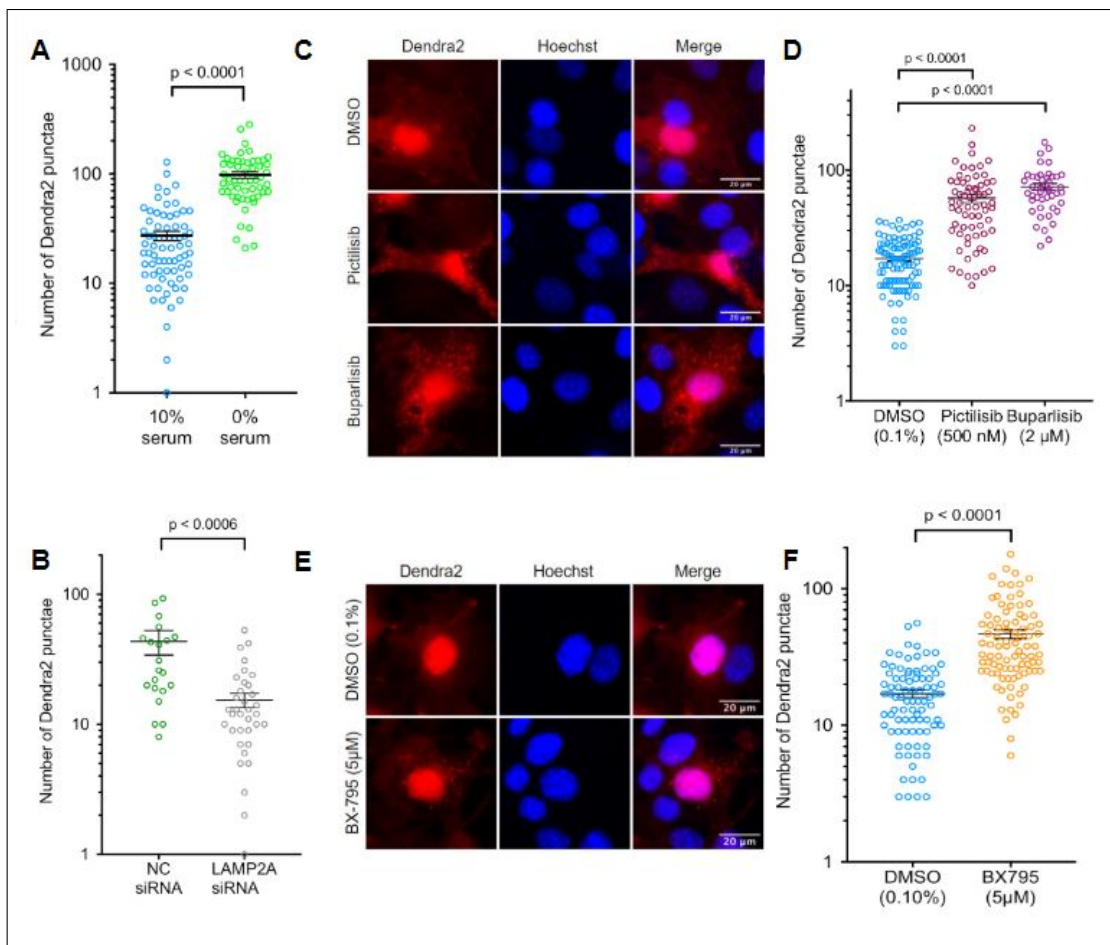 A
Number of Dendra2 punctae
1000
100
10
1
p < 0.0001
10%
serum
0%
serum
B
Number of Dendra2 punctae
100
10
1
p < 0.0006
NC
siRNA
LAMP2A
siRNA
C
Dendra2 Hoechst Merge
DMSO
20 µm
Pictilisib
20 µm
Buparlisib
20 µm
D
Number of Dendra2 punctae
100
10
1
p < 0.0001
p < 0.0001
DMSO Pictilisib Buparlisib
(0.1%) (500 nM) (2 µM)
E
Dendra2 Hoechst Merge
DMSO (0.1%)
20 µm
BX-795 (5µM)
20 µm
F
Number of Dendra2 punctae
100
10
1
p < 0.0001
DMSO BX795
(0.10%) (5µM)